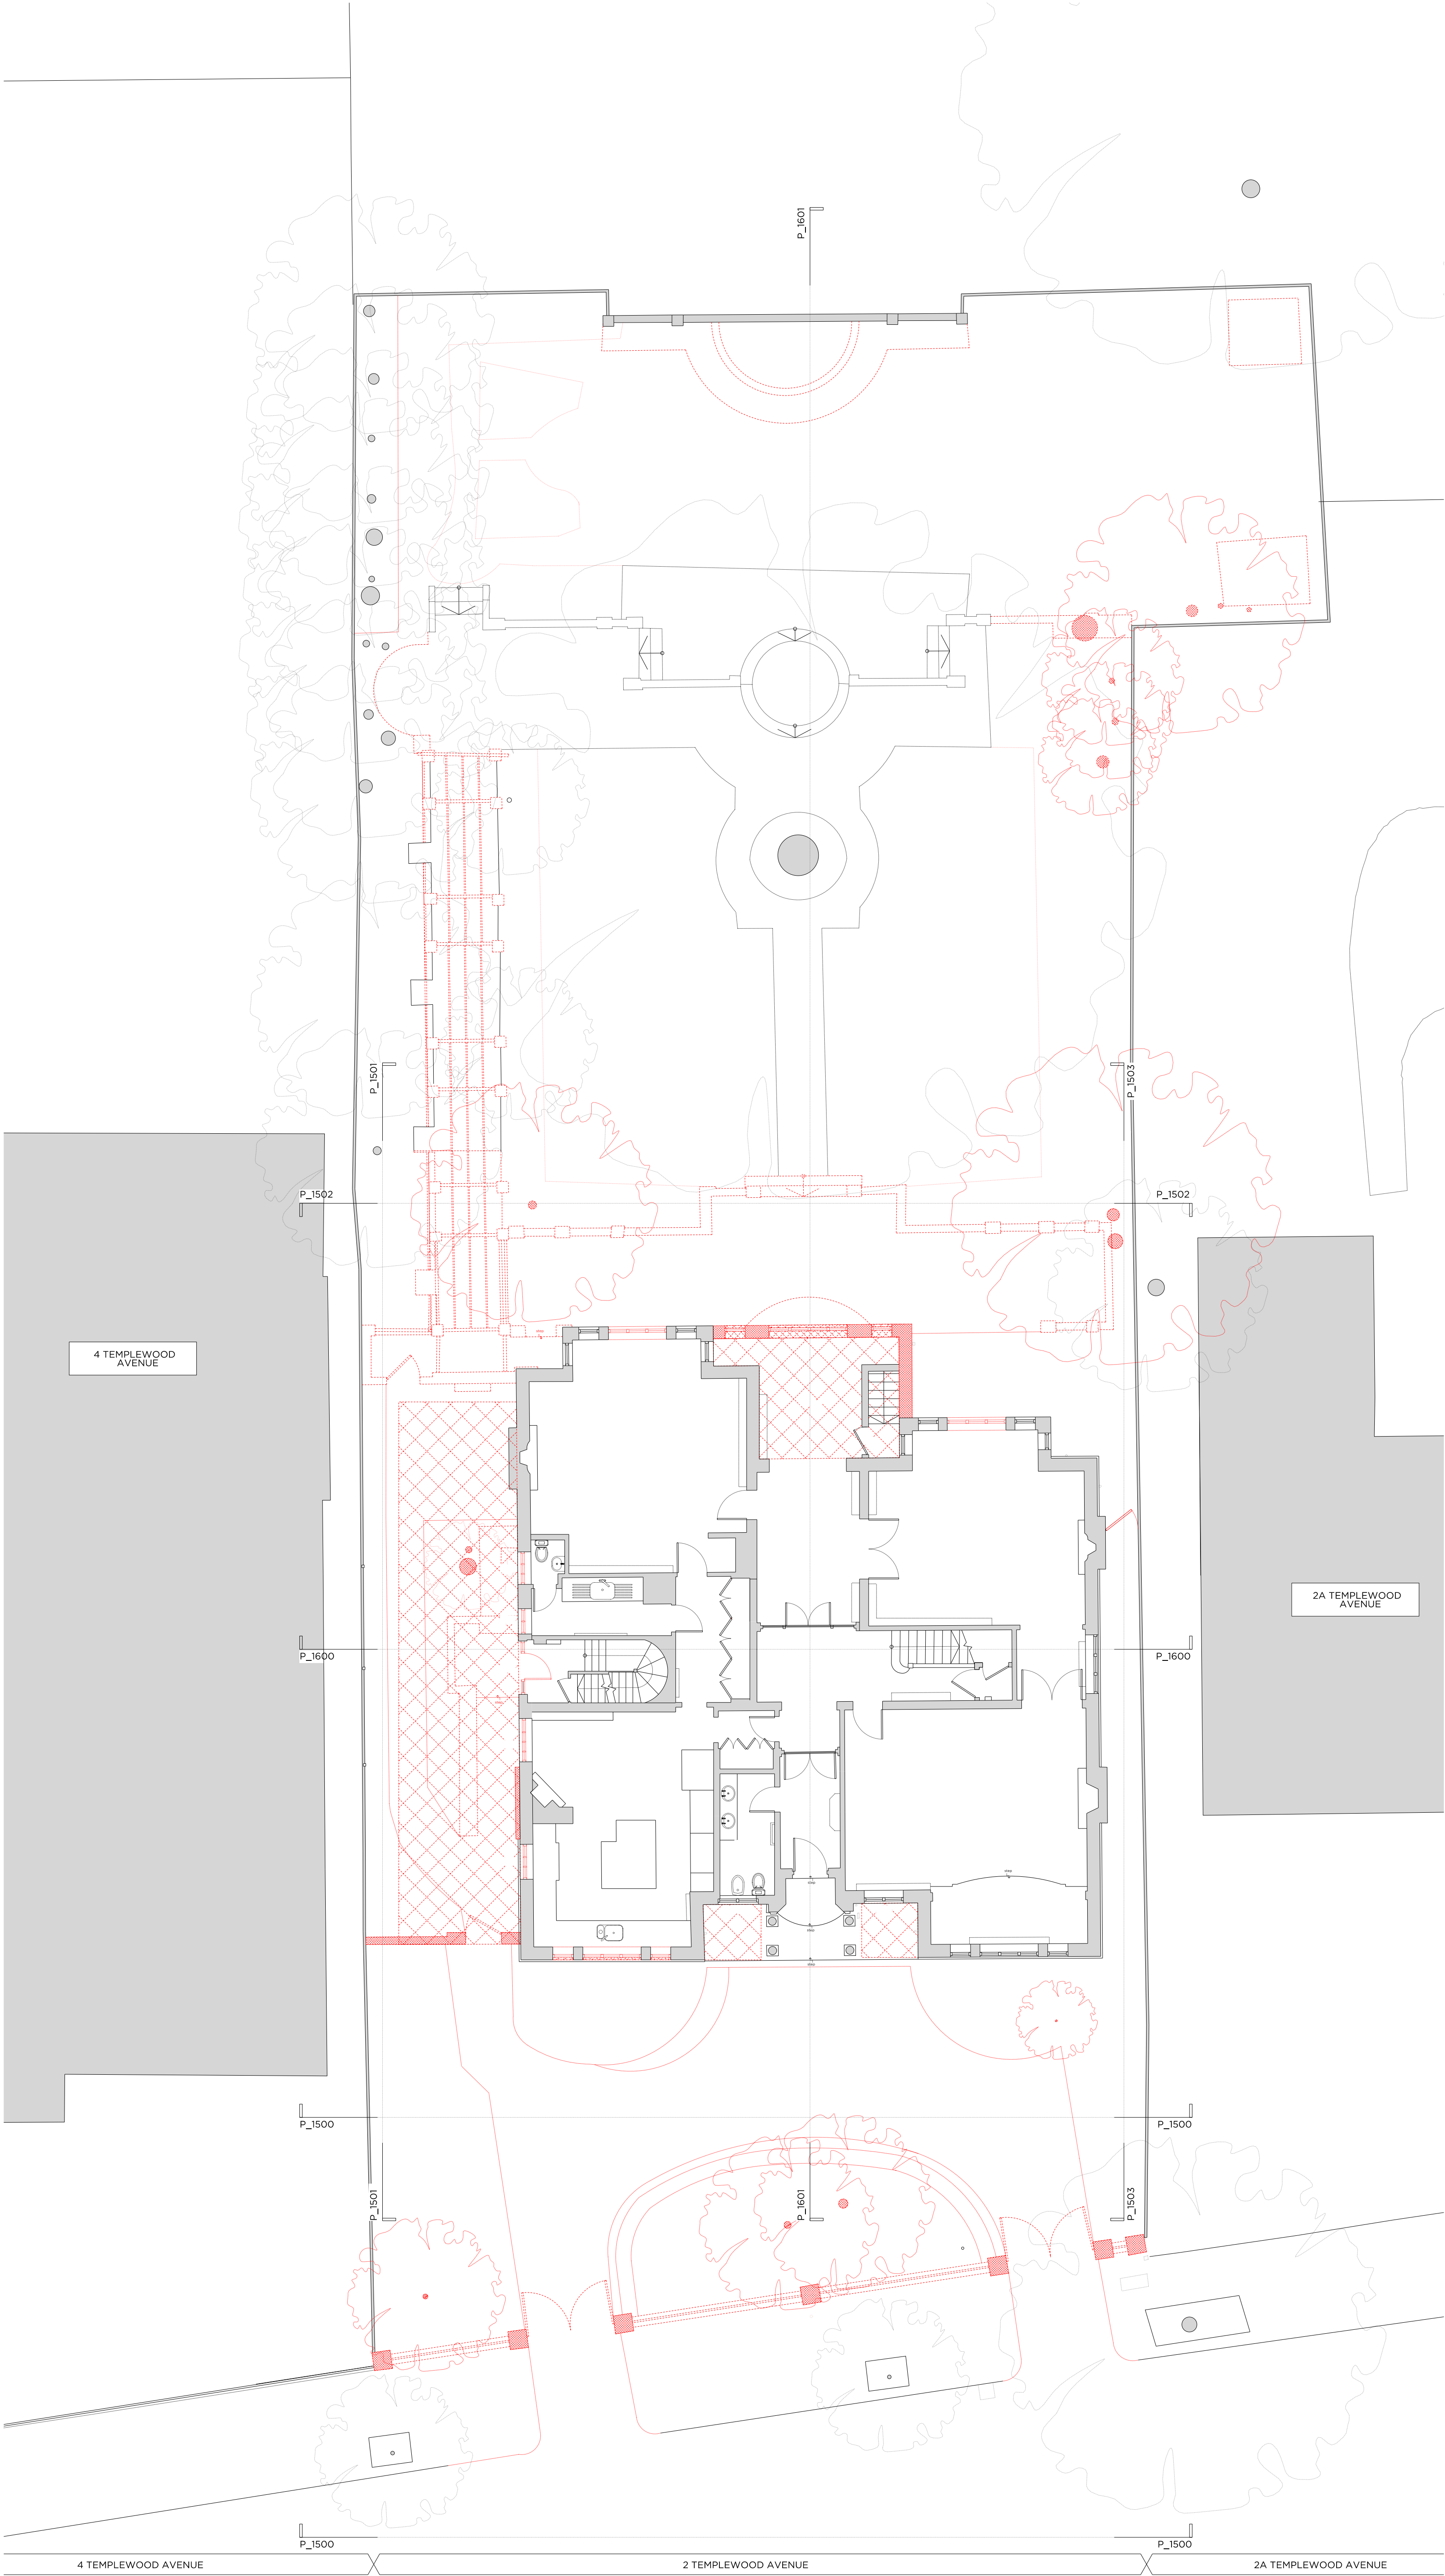 P_1601
P_1501
P_1503
P_1502
P_1502
4 TEMPLEWOOD
AVENUE
2A TEMPLEWOOD
AVENUE
P_1600
P_1600
P_1500
P_1500
P_1501
P_1601
P_1503
P_1500
P_1500
4 TEMPLEWOOD AVENUE
2 TEMPLEWOOD AVENUE
2A TEMPLEWOOD AVENUE